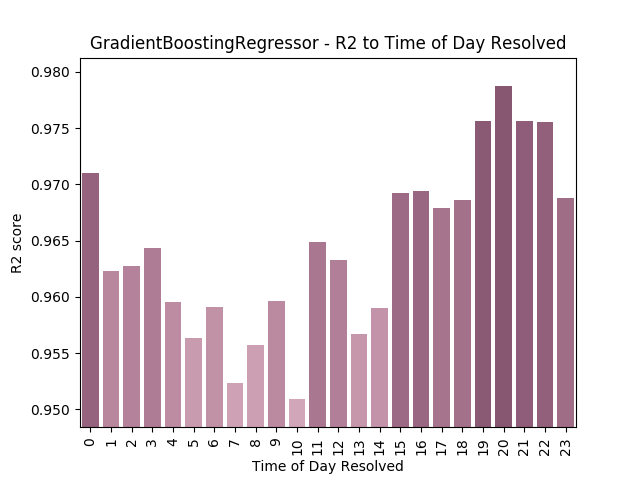 GradientBoostingRegressor - R2 to Time of Day Resolved
0.980
0.975
0.970
0.965
0.960
0.955
0.950
R2 score
0 1 2 3 4 5 6 7 8 9 10 11 12 13 14 15 16 17 18 19 20 21 22 23
Time of Day Resolved